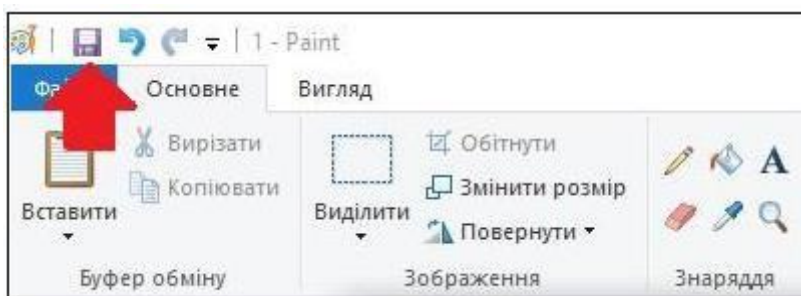 1 - Paint
Основне Вигляд
Вирізати
Копіювати
Вставити
Буфер обміну
Обітнути
Змінити розмір
Виділити
Повернути
Зображення
A
Знаряддя